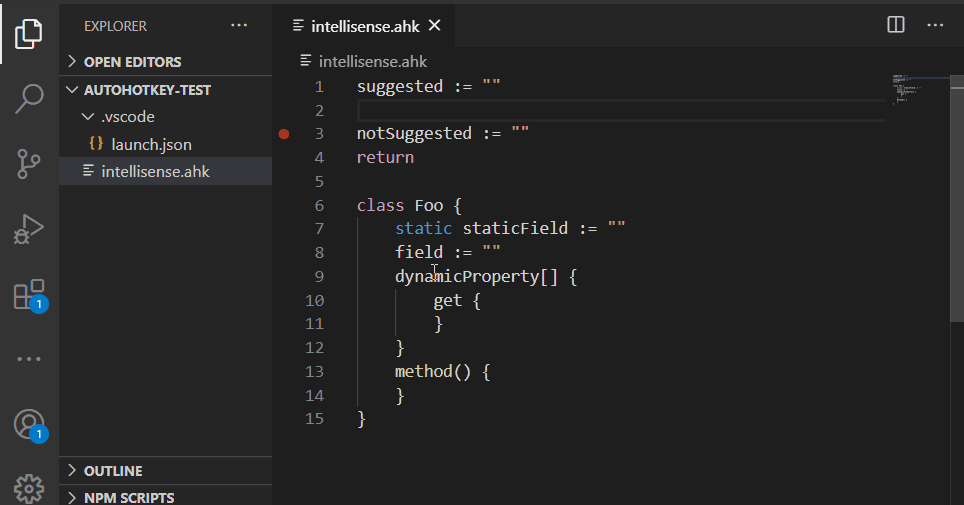 EXPLORER
···
OPEN EDITORS
AUTOHOTKEY-TEST
.vscode
{} launch.json
intellisense.ahk
OUTLINE
NPM SCRIPTS
1
1
intellisense.ahk
intellisense.ahk
1 suggested := ""
2
3 notSuggested := ""
4 return
5
6 class Foo {
7 static staticField := ""
8 field := ""
9 dynamicProperty[] {
10 get {
11 }
12 }
13 method() {
14 }
15 }